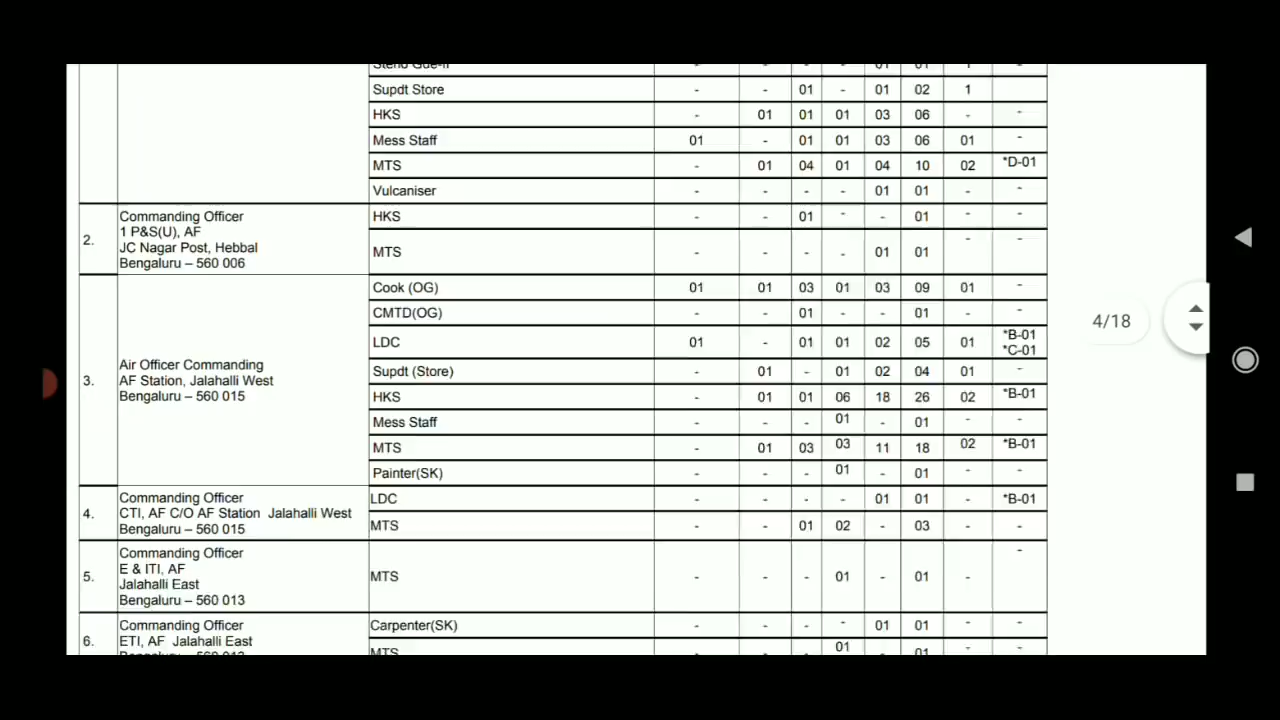 Supdt Store - - 01 - 01 02 1
HKS - 01 01 01 03 06 - -
Mess Staff 01 - 01 01 03 06 01 -
MTS - 01 04 01 04 10 02 *D-01
Vulcaniser - - - - 01 01 - -
2.
Commanding Officer
1 P&S(U), AF
JC Nagar Post, Hebbal
Bengaluru – 560 006
HKS - - 01 - - 01 - -
MTS - - - - 01 01 - -
3.
Air Officer Commanding
AF Station, Jalahalli West
Bengaluru – 560 015
Cook (OG) 01 01 03 01 03 09 01 -
CMTD(OG) - - 01 - - 01 - -
LDC 01 - 01 01 02 05 01 *B-01
*C-01
Supdt (Store) - 01 - 01 02 04 01 -
HKS - 01 01 06 18 26 02 *B-01
Mess Staff - - - 01 - 01 - -
MTS - 01 03 03 11 18 02 *B-01
Painter(SK) - - - 01 - 01 - -
4.
Commanding Officer
CTI, AF C/O AF Station Jalahalli West
Bengaluru – 560 015
LDC - - - - 01 01 - *B-01
MTS - - 01 02 - 03 - -
5.
Commanding Officer
E & ITI, AF
Jalahalli East
Bengaluru – 560 013
MTS - - - 01 - 01 - -
6.
Commanding Officer
ETI, AF Jalahalli East
Bengaluru – 560 013
Carpenter(SK) - - - - 01 01 - -
MTS - - - 01 - 01 - -
4/18